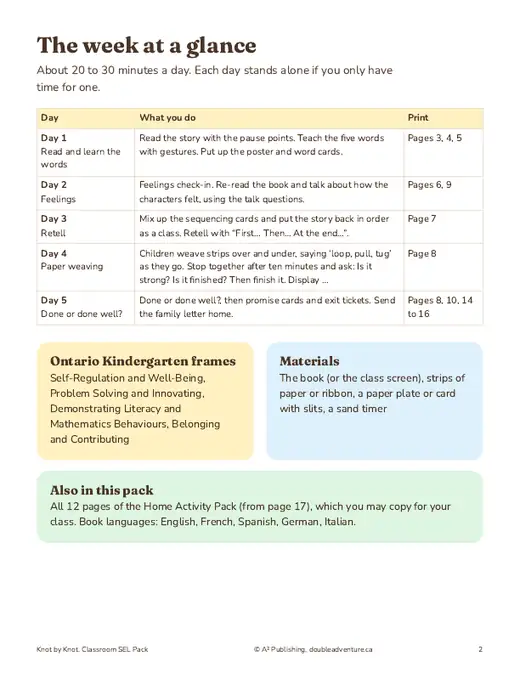 The week at a glance
About 20 to 30 minutes a day. Each day stands alone if you only have
time for one.
Day What you do Print
Day 1 Read the story with the pause points. Teach the five words Pages 3, 4, 5
Read and learn the with gestures. Put up the poster and word cards.
words
Day 2 Feelings check-in. Re-read the book and talk about how the Pages 6, 9
Feelings characters felt, using the talk questions.
Day 3 Mix up the sequencing cards and put the story back in order Page 7
Retell as a class. Retell with “First... Then... At the end...”.
Day 4 Children weave strips over and under, saying ‘loop, pull, tug’ Page 8
Paper weaving as they go. Stop together after ten minutes and ask: Is it
strong? Is it finished? Then finish it. Display ...
Day 5 Done or done well?, then promise cards and exit tickets. Send Pages 8, 10, 14
Done or done well? the family letter home. to 16
Ontario Kindergarten frames
Self-Regulation and Well-Being,
Problem Solving and Innovating,
Demonstrating Literacy and
Mathematics Behaviours, Belonging
and Contributing
Materials
The book (or the class screen), strips of
paper or ribbon, a paper plate or card
with slits, a sand timer
Also in this pack
All 12 pages of the Home Activity Pack (from page 17), which you may copy for your
class. Book languages: English, French, Spanish, German, Italian.
Knot by Knot. Classroom SEL Pack © A² Publishing, doubleadventure.ca 2